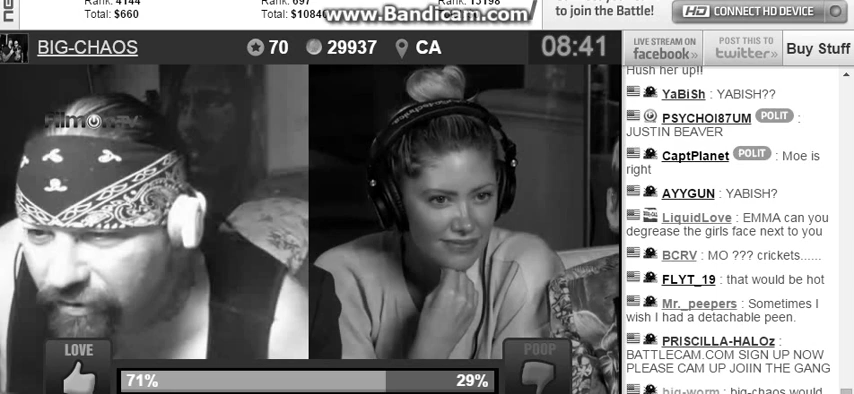 Rank: 4144
Rank: 697
Rank: 13198
Total: $660
Total: $1084
www.Bandicam.com
to join the Battle!
HD CONNECT HD DEVICE
BIG-CHAOS
70
29937
CA
08:41
LIVE STREAM ON
facebook»
POST THIS TO
twitter»
Buy Stuff
Filmon.tv
LOVE
POOP
71%
29%
Hush her up!!
YaBiSh : YABISH??
PSYCHOI87UM POLIT :
JUSTIN BEAVER
CaptPlanet POLIT : Moe is
right
AYYGUN : YABISH?
LiquidLove : EMMA can you
degrease the girls face next to you
BCRV : MO ??? crickets......
FLYT_19 : that would be hot
Mr._peepers : Sometimes I
wish I had a detachable peen.
PRISCILLA-HALOz :
BATTLECAM.COM SIGN UP NOW
PLEASE CAM UP JOIIN THE GANG
big-worm : big-chaos would